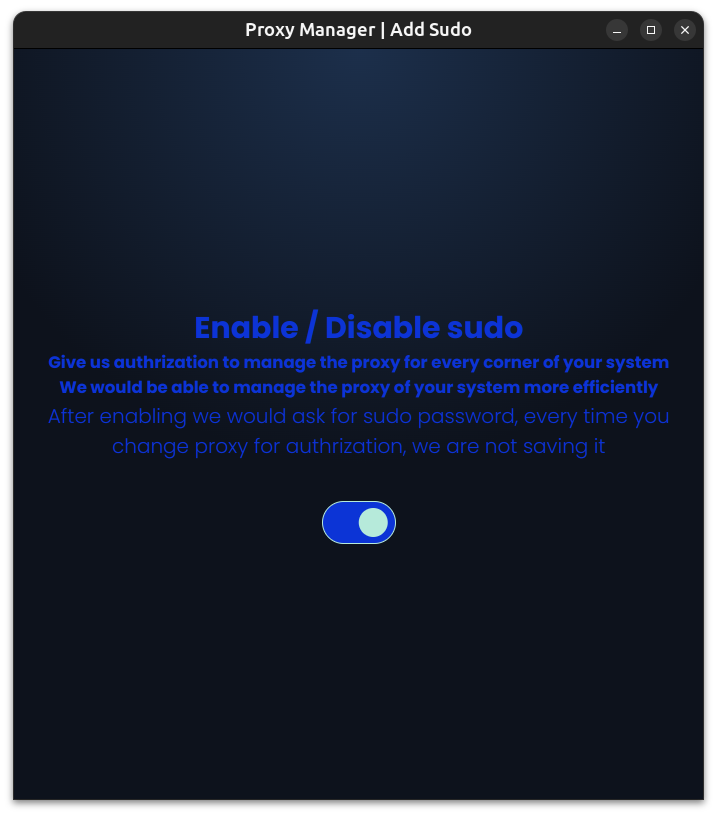 Proxy Manager | Add Sudo
Enable / Disable sudo
Give us authrization to manage the proxy for every corner of your system
We would be able to manage the proxy of your system more efficiently
After enabling we would ask for sudo password, every time you
change proxy for authrization, we are not saving it